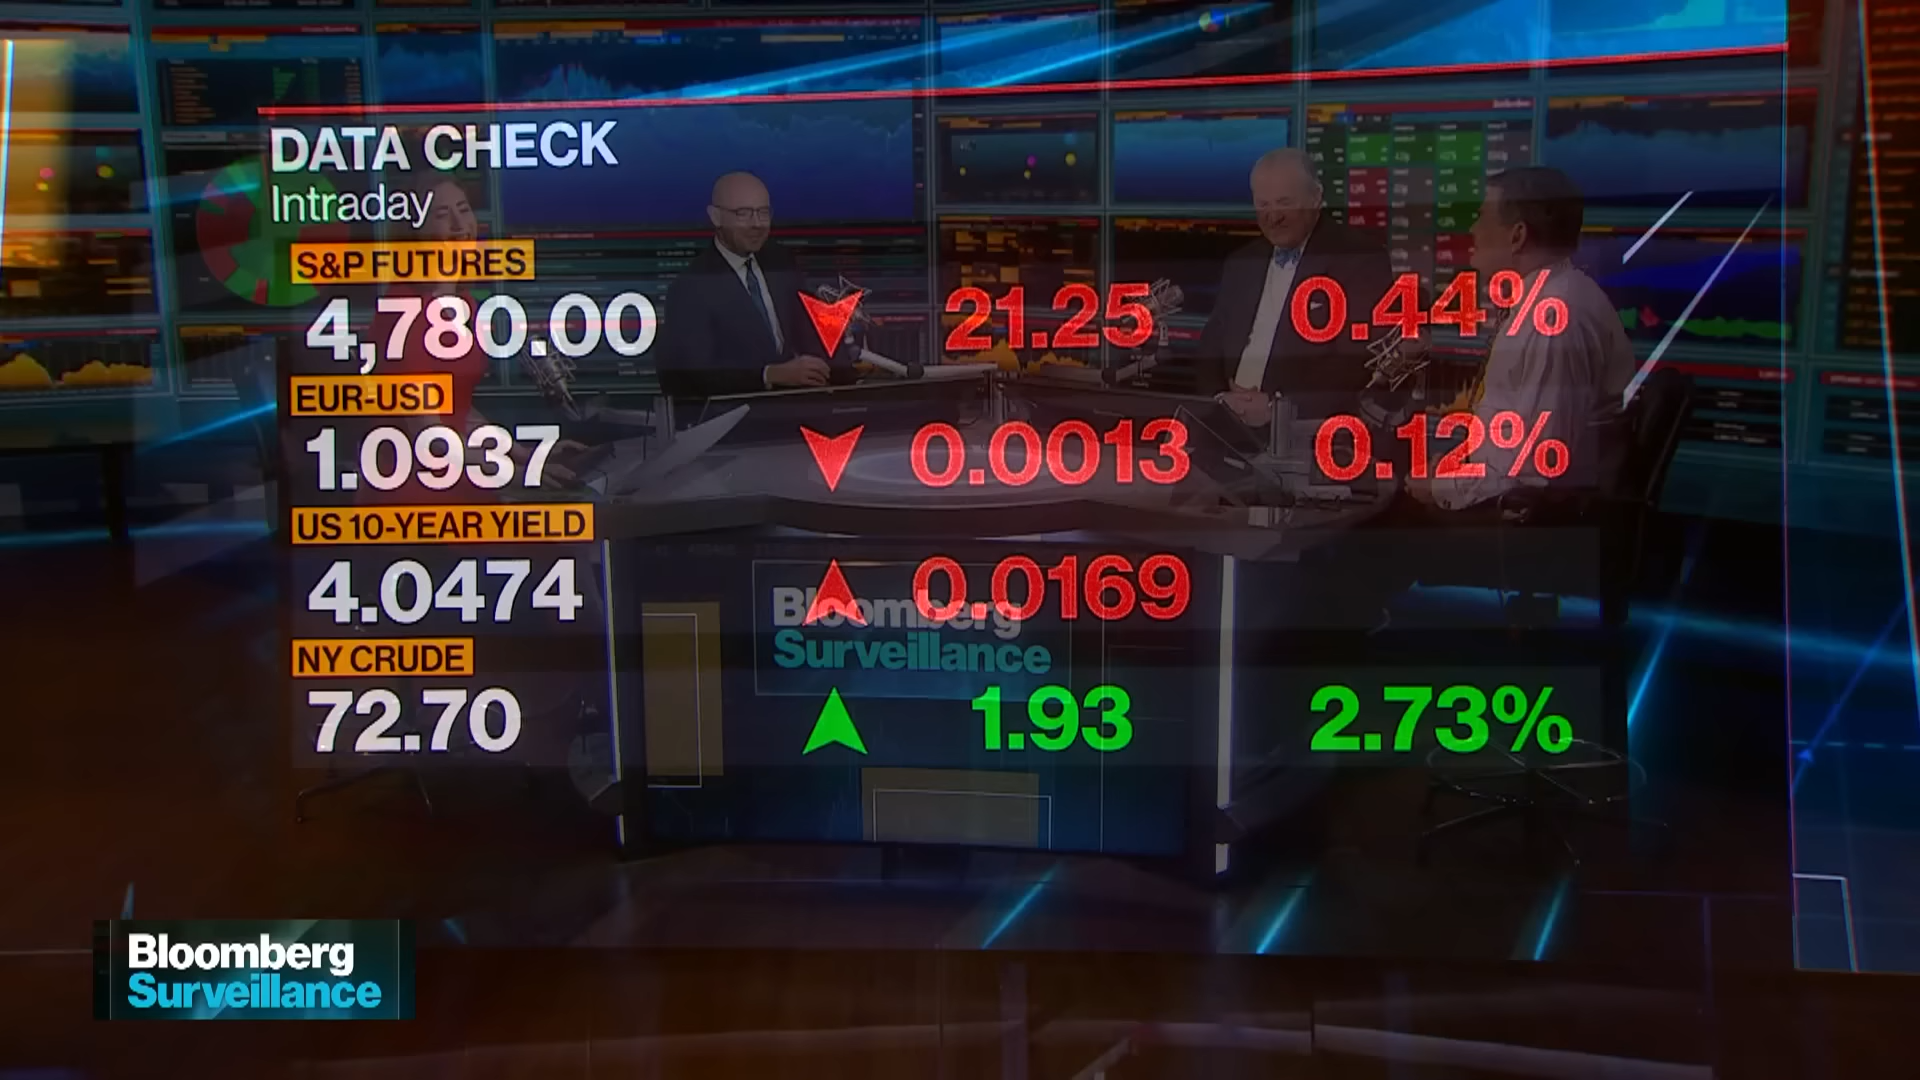 DATA CHECK
Intraday
S&P FUTURES
4,780.00 21.25 0.44%
EUR-USD
1.0937 0.0013 0.12%
US 10-YEAR YIELD
4.0474 0.0169
Bloomberg
Surveillance
NY CRUDE
72.70 1.93 2.73%
Bloomberg
Surveillance